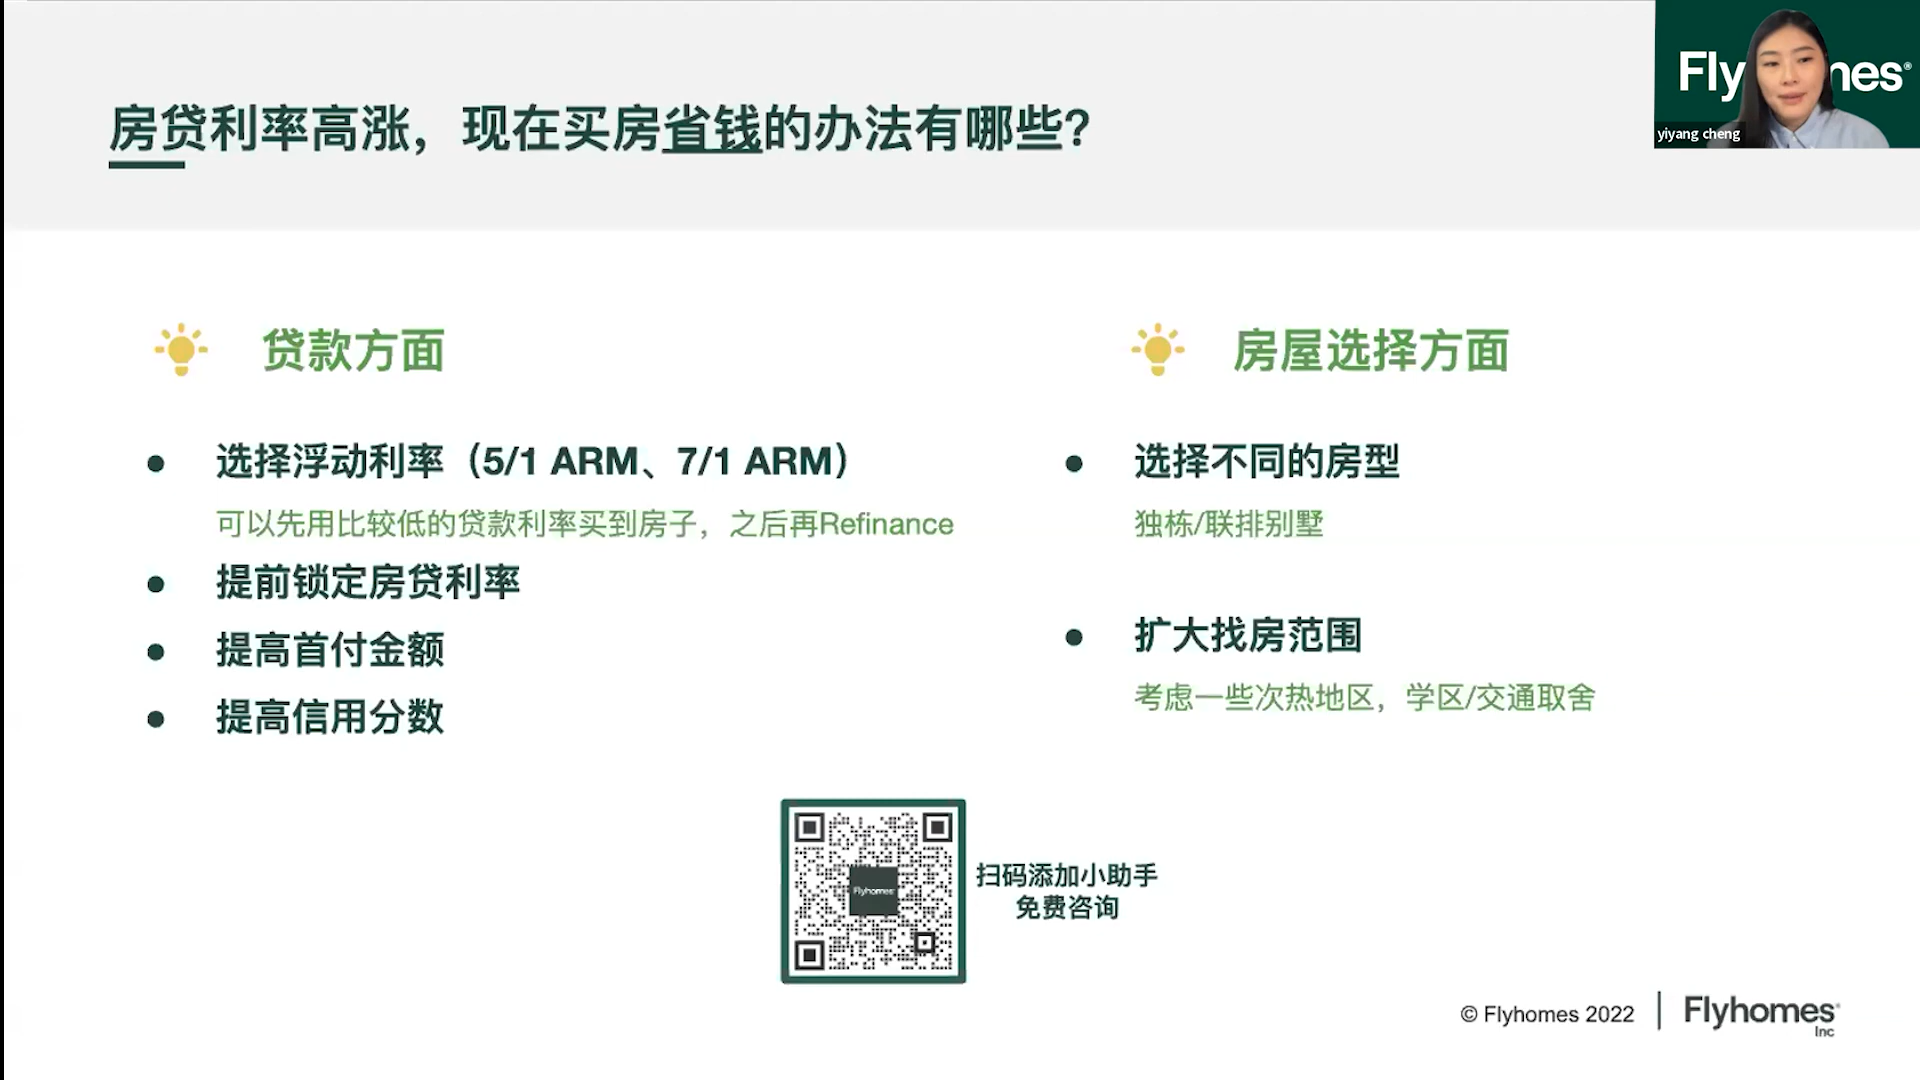 Fly mes®
yiyang cheng
房贷利率高涨，现在买房省钱的办法有哪些？
贷款方面
选择浮动利率（5/1 ARM、7/1 ARM）
可以先用比较低的贷款利率买到房子，之后再Refinance
提前锁定房贷利率
提高首付金额
提高信用分数
房屋选择方面
选择不同的房型
独栋/联排别墅
扩大找房范围
考虑一些次热地区，学区/交通取舍
Flyhomes
扫码添加小助手
免费咨询
© Flyhomes 2022
Flyhomes
Inc